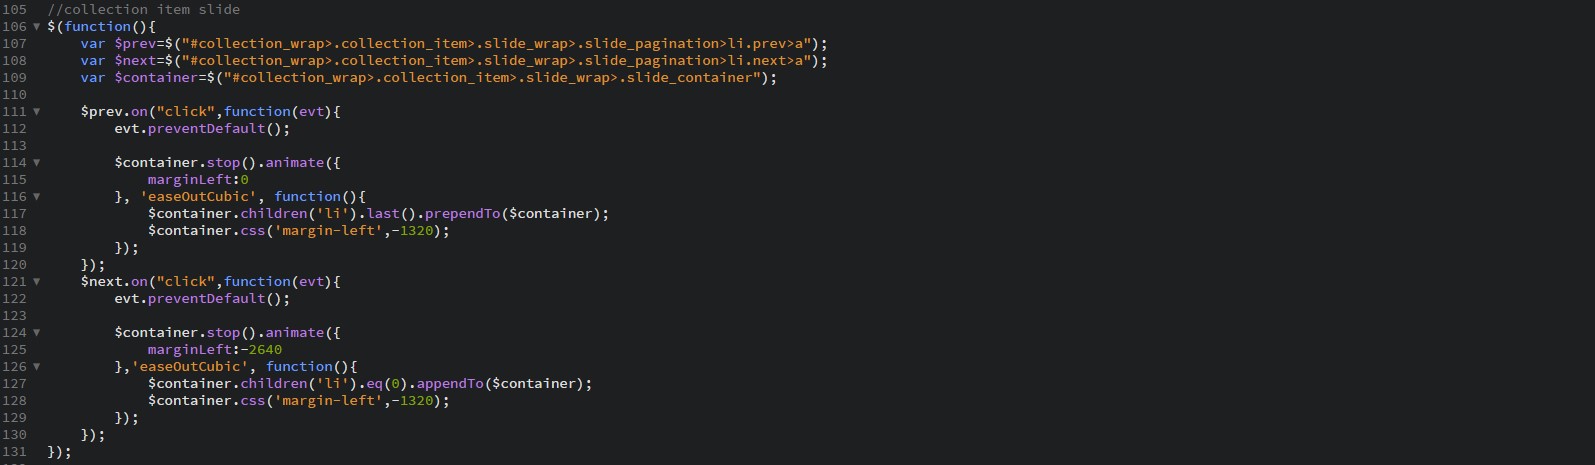 105 //collection item slide
106 ▼ $(function(){
107     var $prev=$("#collection_wrap>.collection_item>.slide_wrap>.slide_pagination>li.prev>a");
108     var $next=$("#collection_wrap>.collection_item>.slide_wrap>.slide_pagination>li.next>a");
109     var $container=$("#collection_wrap>.collection_item>.slide_wrap>.slide_container");
110
111 ▼     $prev.on("click",function(evt){
112         evt.preventDefault();
113
114 ▼         $container.stop().animate({
115             marginLeft:0
116 ▼         }, 'easeOutCubic', function(){
117             $container.children('li').last().prependTo($container);
118             $container.css('margin-left',-1320);
119         });
120     });
121 ▼     $next.on("click",function(evt){
122         evt.preventDefault();
123
124 ▼         $container.stop().animate({
125             marginLeft:-2640
126 ▼         },'easeOutCubic', function(){
127             $container.children('li').eq(0).appendTo($container);
128             $container.css('margin-left',-1320);
129         });
130     });
131 });